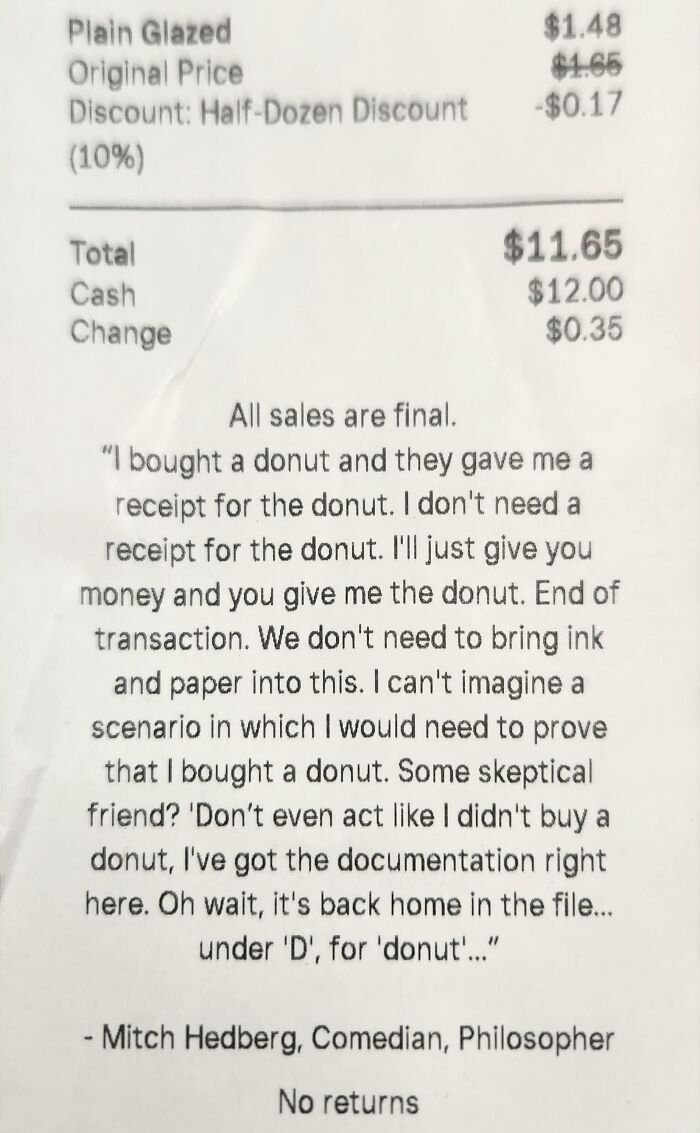 Plain Glazed $1.48
Original Price $1.65
Discount: Half-Dozen Discount -$0.17
(10%)
Total $11.65
Cash $12.00
Change $0.35
All sales are final.
“I bought a donut and they gave me a
receipt for the donut. I don't need a
receipt for the donut. I'll just give you
money and you give me the donut. End of
transaction. We don't need to bring ink
and paper into this. I can't imagine a
scenario in which I would need to prove
that I bought a donut. Some skeptical
friend? 'Don’t even act like I didn't buy a
donut, I've got the documentation right
here. Oh wait, it's back home in the file...
under 'D', for 'donut'...”
- Mitch Hedberg, Comedian, Philosopher
No returns